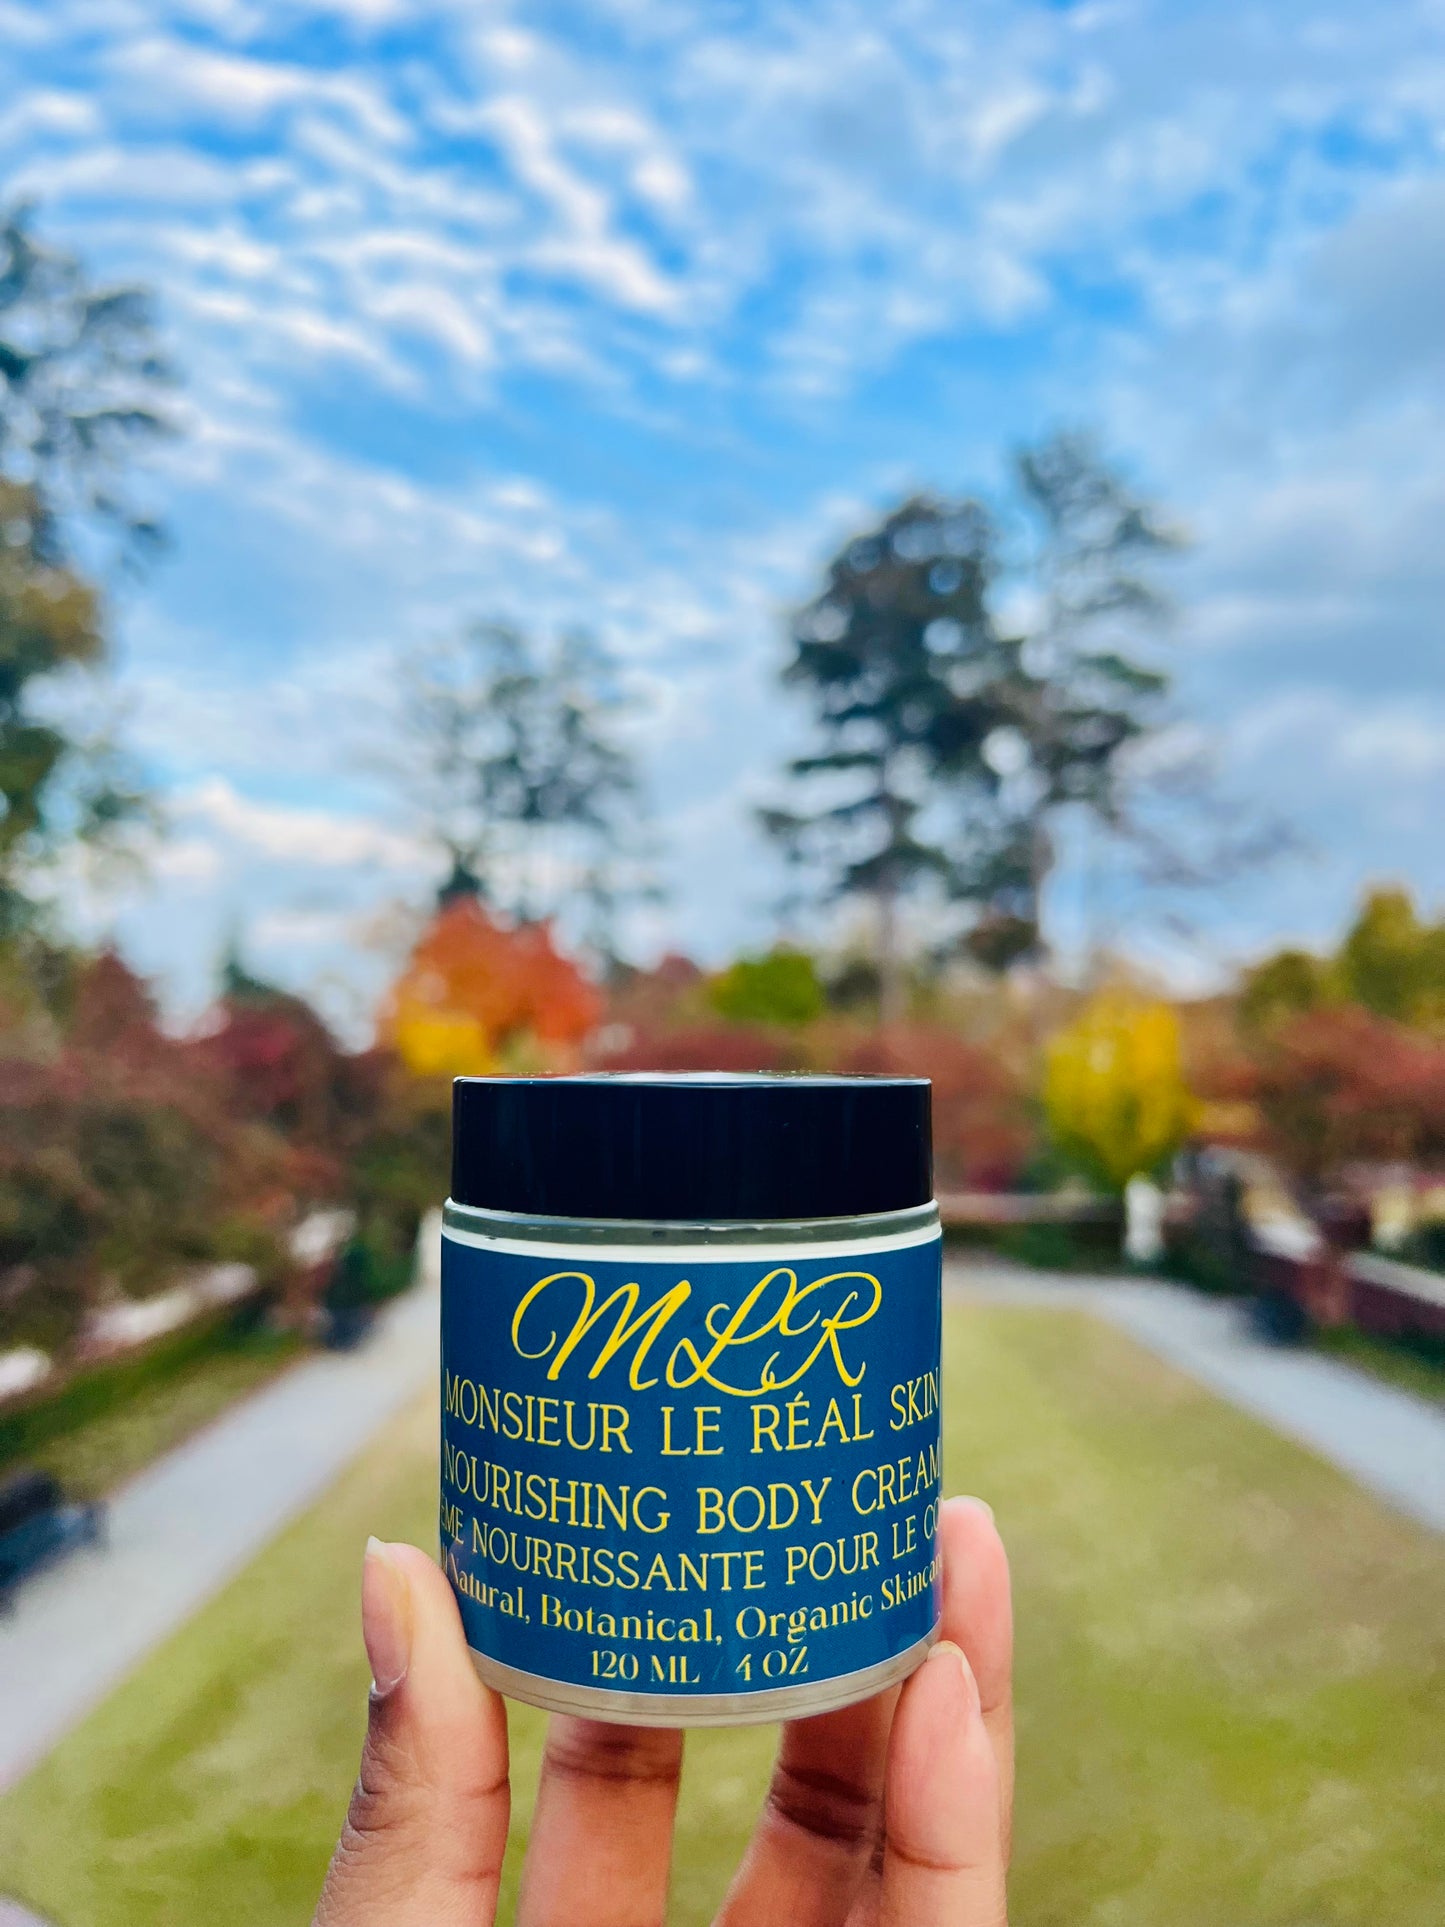 MLR
MONSIEUR LE RÉAL SKIN
NOURISHING BODY CREAM
NOURRISSANTE POUR LE
Natural, Botanical, Organic
120 ML / 4 OZ